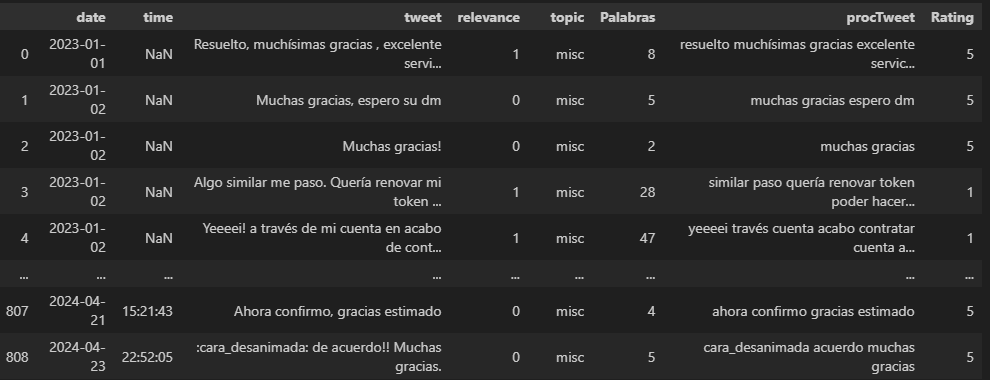 date time tweet relevance topic Palabras procTweet Rating
0 2023-01-01 NaN Resuelto, muchísimas gracias , excelente servi... 1 misc 8 resuelto muchísimas gracias excelente servic... 5
1 2023-01-02 NaN Muchas gracias, espero su dm 0 misc 5 muchas gracias espero dm 5
2 2023-01-02 NaN Muchas gracias! 0 misc 2 muchas gracias 5
3 2023-01-02 NaN Algo similar me paso. Quería renovar mi token ... 1 misc 28 similar paso quería renovar token poder hacer... 1
4 2023-01-02 NaN Yeeeei! a través de mi cuenta en acabo de cont... 1 misc 47 yeeeei través cuenta acabo contratar cuenta a... 1
... ... ... ... ... ... ... ... ...
807 2024-04-21 15:21:43 Ahora confirmo, gracias estimado 0 misc 4 ahora confirmo gracias estimado 5
808 2024-04-23 22:52:05 :cara_desanimada: de acuerdo!! Muchas gracias. 0 misc 5 cara_desanimada acuerdo muchas gracias 5